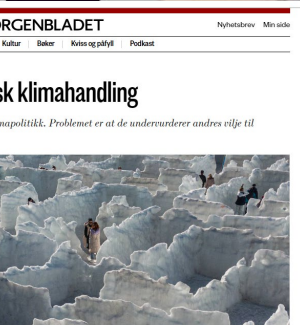 ORGENBLADET
Nyhetsbrev Min side
Kultur Bøker Kviss og påfyll Podkast
sk klimahandling
mapolitikk. Problemet er at de undervurderer andres vilje til